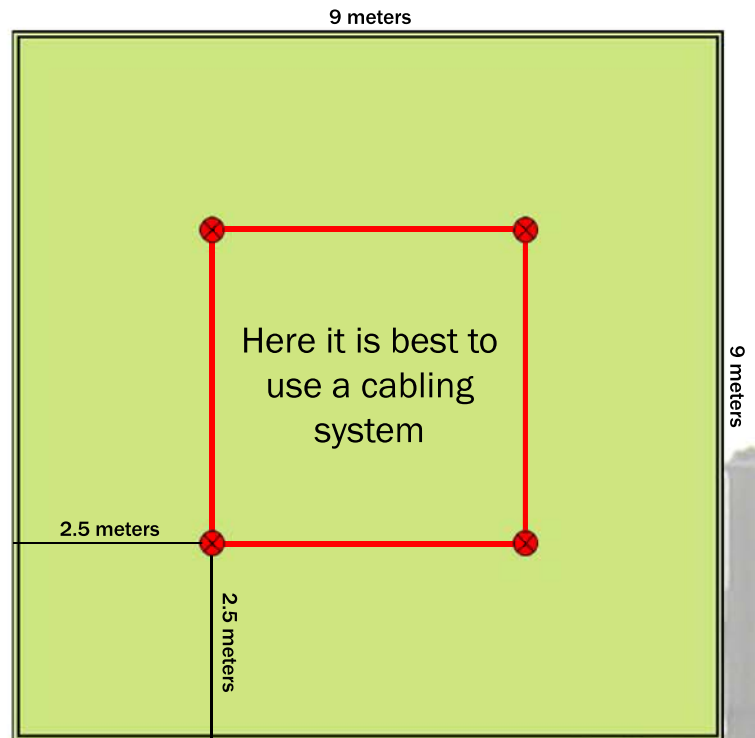 9 meters
Here it is best to
use a cabling
system
9 meters
2.5 meters
2.5 meters